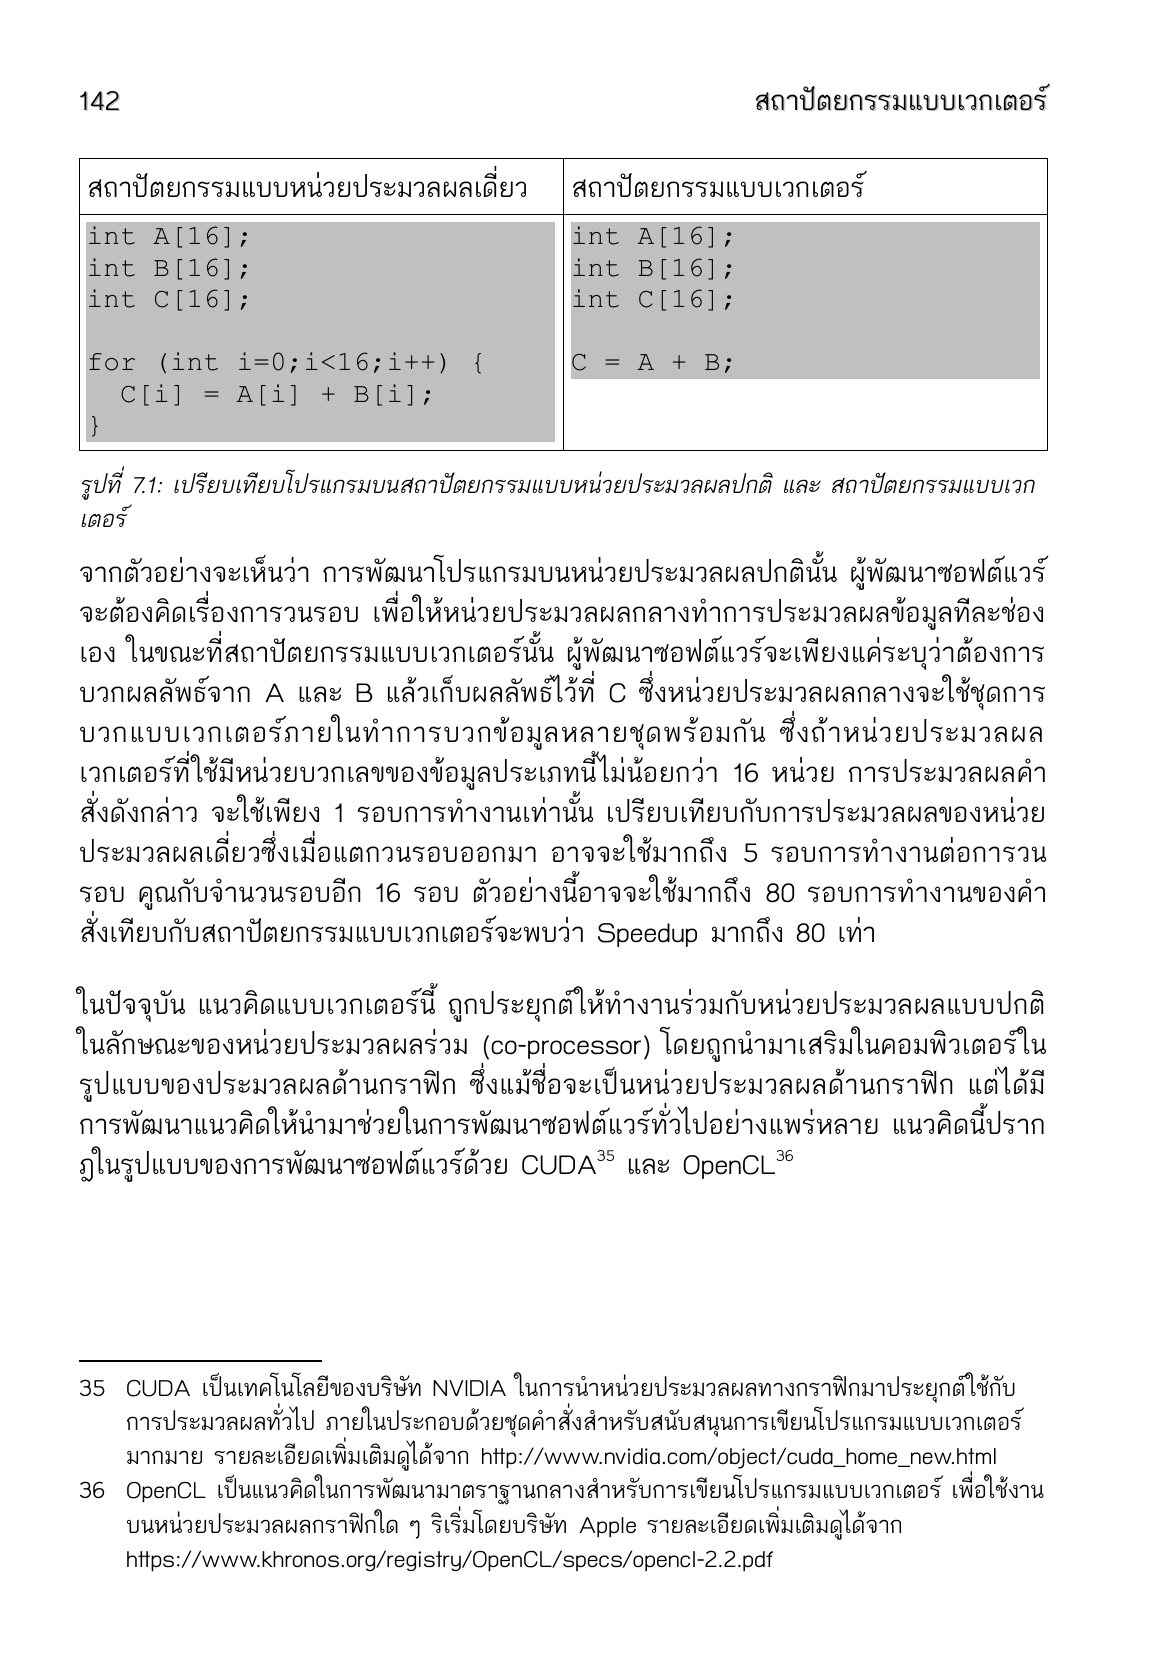 142 สถาปัตยกรรมแบบเวกเตอร์
สถาปัตยกรรมแบบหน่วยประมวลผลเดี่ยว สถาปัตยกรรมแบบเวกเตอร์
int A[16];
int B[16];
int C[16];
for (int i=0;i<16;i++) {
C[i] = A[i] + B[i];
}
int A[16];
int B[16];
int C[16];
C = A + B;
รูปที่ 7.1: เปรียบเทียบโปรแกรมบนสถาปัตยกรรมแบบหน่วยประมวลผลปกติ และ สถาปัตยกรรมแบบเวก
เตอร์
จากตัวอย่างจะเห็นว่า การพัฒนาโปรแกรมบนหน่วยประมวลผลปกตินั้น ผู้พัฒนาซอฟต์แวร์
จะต้องคิดเรื่องการวนรอบ เพื่อให้หน่วยประมวลผลกลางทำการประมวลผลข้อมูลทีละช่อง
เอง ในขณะที่สถาปัตยกรรมแบบเวกเตอร์นั้น ผู้พัฒนาซอฟต์แวร์จะเพียงแค่ระบุว่าต้องการ
บวกผลลัพธ์จาก A และ B แล้วเก็บผลลัพธ์ไว้ที่ C ซึ่งหน่วยประมวลผลกลางจะใช้ชุดการ
บวกแบบเวกเตอร์ภายในทำการบวกข้อมูลหลายชุดพร้อมกัน ซึ่งถ้าหน่วยประมวลผล
เวกเตอร์ที่ใช้มีหน่วยบวกเลขของข้อมูลประเภทนี้ไม่น้อยกว่า 16 หน่วย การประมวลผลคำ
สั่งดังกล่าว จะใช้เพียง 1 รอบการทำงานเท่านั้น เปรียบเทียบกับการประมวลผลของหน่วย
ประมวลผลเดี่ยวซึ่งเมื่อแตกวนรอบออกมา อาจจะใช้มากถึง 5 รอบการทำงานต่อการวน
รอบ คูณกับจำนวนรอบอีก 16 รอบ ตัวอย่างนี้อาจจะใช้มากถึง 80 รอบการทำงานของคำ
สั่งเทียบกับสถาปัตยกรรมแบบเวกเตอร์จะพบว่า Speedup มากถึง 80 เท่า
ในปัจจุบัน แนวคิดแบบเวกเตอร์นี้ ถูกประยุกต์ให้ทำงานร่วมกับหน่วยประมวลผลแบบปกติ
ในลักษณะของหน่วยประมวลผลร่วม (co-processor) โดยถูกนำมาเสริมในคอมพิวเตอร์ใน
รูปแบบของประมวลผลด้านกราฟิก ซึ่งแม้ชื่อจะเป็นหน่วยประมวลผลด้านกราฟิก แต่ได้มี
การพัฒนาแนวคิดให้นำมาช่วยในการพัฒนาซอฟต์แวร์ทั่วไปอย่างแพร่หลาย แนวคิดนี้ปราก
ฏในรูปแบบของการพัฒนาซอฟต์แวร์ด้วย CUDA35 และ OpenCL36
35 CUDA เป็นเทคโนโลยีของบริษัท NVIDIA ในการนำหน่วยประมวลผลทางกราฟิกมาประยุกต์ใช้กับ
การประมวลผลทั่วไป ภายในประกอบด้วยชุดคำสั่งสำหรับสนับสนุนการเขียนโปรแกรมแบบเวกเตอร์
มากมาย รายละเอียดเพิ่มเติมดูได้จาก http://www.nvidia.com/object/cuda_home_new.html
36 OpenCL เป็นแนวคิดในการพัฒนามาตราฐานกลางสำหรับการเขียนโปรแกรมแบบเวกเตอร์ เพื่อใช้งาน
บนหน่วยประมวลผลกราฟิกใด ๆ ริเริ่มโดยบริษัท Apple รายละเอียดเพิ่มเติมดูได้จาก
https://www.khronos.org/registry/OpenCL/specs/opencl-2.2.pdf